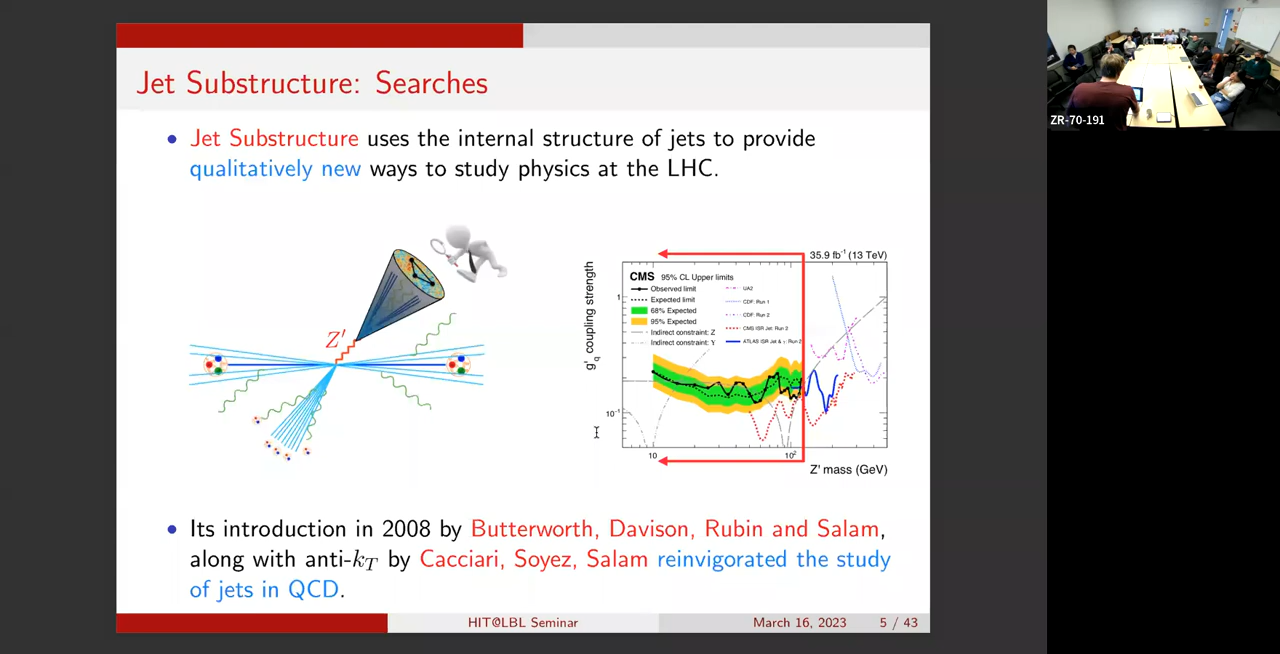 Jet Substructure: Searches
• Jet Substructure uses the internal structure of jets to provide
qualitatively new ways to study physics at the LHC.
Z′
35.9 fb⁻¹ (13 TeV)
CMS 95% CL Upper limits
Observed limit
Expected limit
68% Expected
95% Expected
Indirect constraint: Z
Indirect constraint: Υ
UA2
CDF: Run 1
CDF: Run 2
CMS ISR Jet: Run 2
ATLAS ISR Jet & γ: Run 2
g'q coupling strength
1
10⁻¹
10
10²
Z' mass (GeV)
• Its introduction in 2008 by Butterworth, Davison, Rubin and Salam,
along with anti-kT by Cacciari, Soyez, Salam reinvigorated the study
of jets in QCD.
HIT@LBL Seminar
March 16, 2023
5 / 43
ZR-70-191